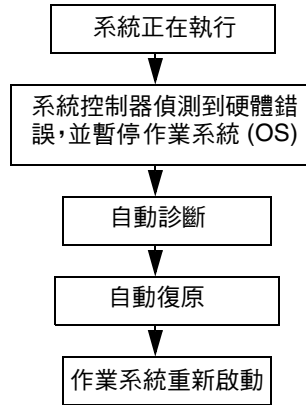 系統正在執行
系統控制器偵測到硬體錯
誤，並暫停作業系統 (OS)
自動診斷
自動復原
作業系統重新啟動